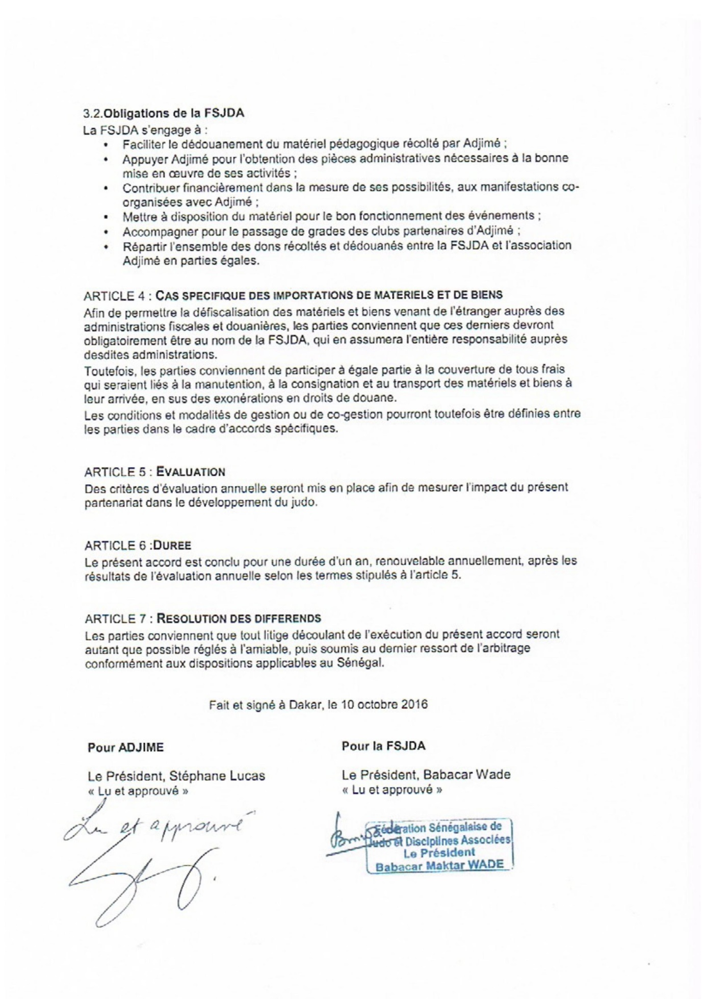 3.2.Obligations de la FSJDA
La FSJDA s'engage à :
• Faciliter le dédouanement du matériel pédagogique récolté par Adjimé ;
• Appuyer Adjimé pour l'obtention des pièces administratives nécessaires à la bonne
mise en œuvre de ses activités ;
• Contribuer financièrement dans la mesure de ses possibilités, aux manifestations co-
organisées avec Adjimé ;
• Mettre à disposition du matériel pour le bon fonctionnement des événements ;
• Accompagner pour le passage de grades des clubs partenaires d'Adjimé ;
• Répartir l'ensemble des dons récoltés et dédouanés entre la FSJDA et l'association
Adjimé en parties égales.
ARTICLE 4 : CAS SPECIFIQUE DES IMPORTATIONS DE MATERIELS ET DE BIENS
Afin de permettre la défiscalisation des matériels et biens venant de l'étranger auprès des
administrations fiscales et douanières, les parties conviennent que ces derniers devront
obligatoirement être au nom de la FSJDA, qui en assumera l'entière responsabilité auprès
desdites administrations.
Toutefois, les parties conviennent de participer à égale partie à la couverture de tous frais
qui seraient liés à la manutention, à la consignation et au transport des matériels et biens à
leur arrivée, en sus des exonérations en droits de douane.
Les conditions et modalités de gestion ou de co-gestion pourront toutefois être définies entre
les parties dans le cadre d'accords spécifiques.
ARTICLE 5 : EVALUATION
Des critères d'évaluation annuelle seront mis en place afin de mesurer l'impact du présent
partenariat dans le développement du judo.
ARTICLE 6 :DUREE
Le présent accord est conclu pour une durée d'un an, renouvelable annuellement, après les
résultats de l'évaluation annuelle selon les termes stipulés à l'article 5.
ARTICLE 7 : RESOLUTION DES DIFFERENDS
Les parties conviennent que tout litige découlant de l'exécution du présent accord seront
autant que possible réglés à l'amiable, puis soumis au dernier ressort de l'arbitrage
conformément aux dispositions applicables au Sénégal.
Fait et signé à Dakar, le 10 octobre 2016
Pour ADJIME
Le Président, Stéphane Lucas
« Lu et approuvé »
Lu et approuvé
Pour la FSJDA
Le Président, Babacar Wade
« Lu et approuvé »
Fédération Sénégalaise de
Judo et Disciplines Associées
Le Président
Babacar Maktar WADE